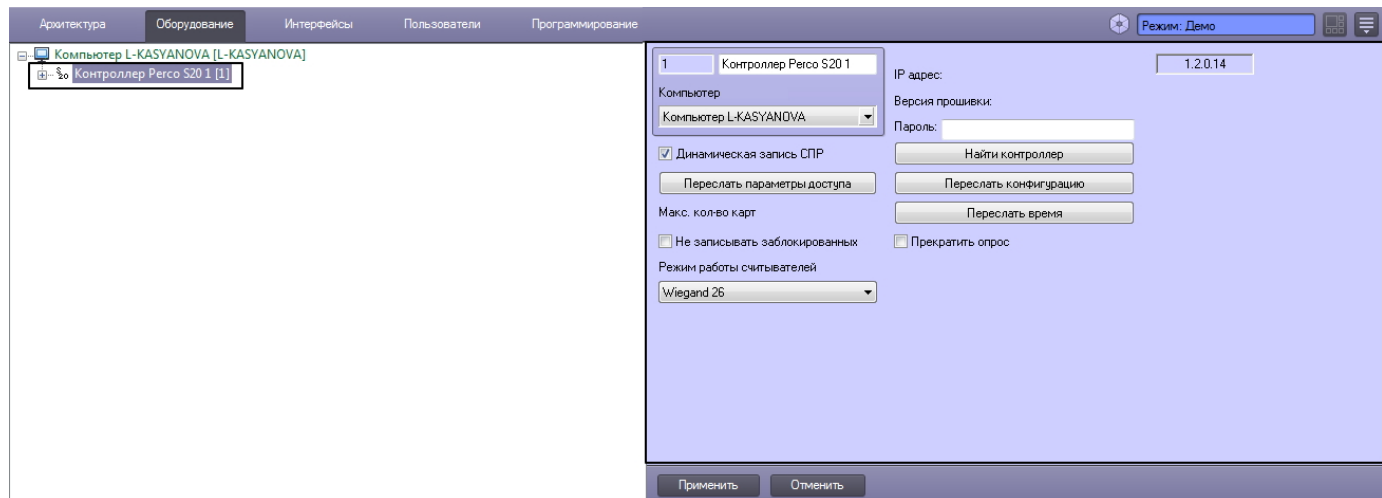 Архитектура
Оборудование
Интерфейсы
Пользователи
Программирование
Режим: Демо
Компьютер L-KASYANOVA [L-KASYANOVA]
Контроллер Perco S20 1 [1]
1
Контроллер Perco S20 1
Компьютер
Компьютер L-KASYANOVA
Динамическая запись СПР
Переслать параметры доступа
Макс. кол-во карт
Не записывать заблокированных
Режим работы считывателей
Wiegand 26
IP адрес:
Версия прошивки:
Пароль:
Найти контроллер
Переслать конфигурацию
Переслать время
Прекратить опрос
1.2.0.14
Применить
Отменить